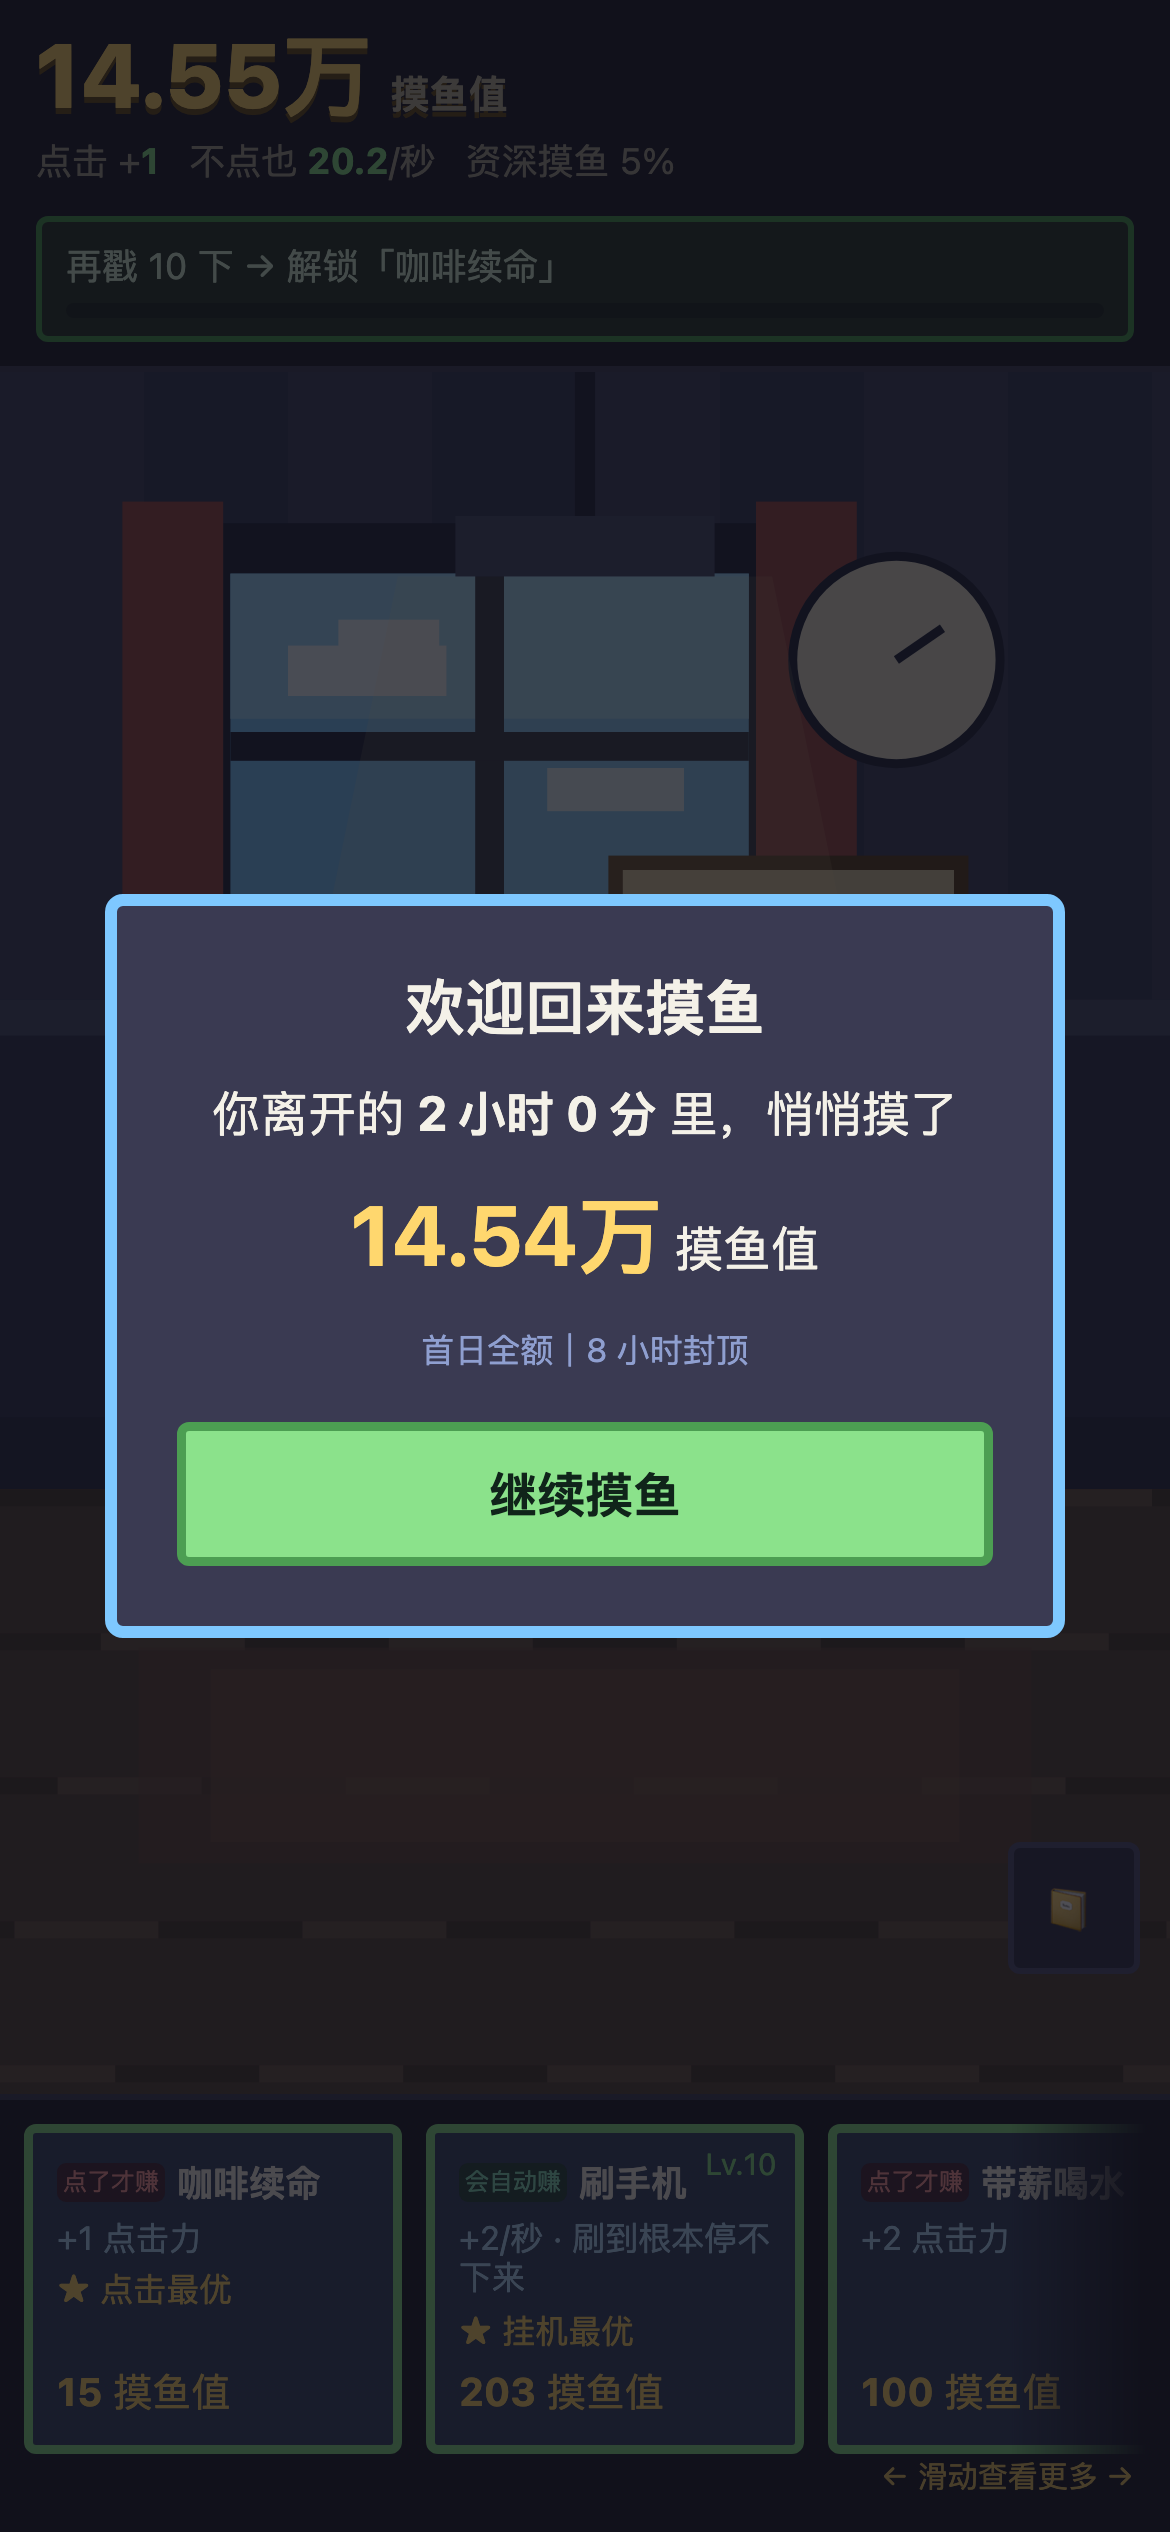 14.55万 摸鱼值
点击 +1 不点也 20.2/秒 资深摸鱼 5%
再戳 10 下 → 解锁「咖啡续命」
欢迎回来摸鱼
你离开的 2 小时 0 分 里，悄悄摸了
14.54万 摸鱼值
首日全额 | 8 小时封顶
继续摸鱼
点了才赚 咖啡续命
+1 点击力
★ 点击最优
15 摸鱼值
会自动赚 刷手机 Lv.10
+2/秒 · 刷到根本停不
下来
★ 挂机最优
203 摸鱼值
点了才赚 带薪喝水
+2 点击力
100 摸鱼值
← 滑动查看更多 →